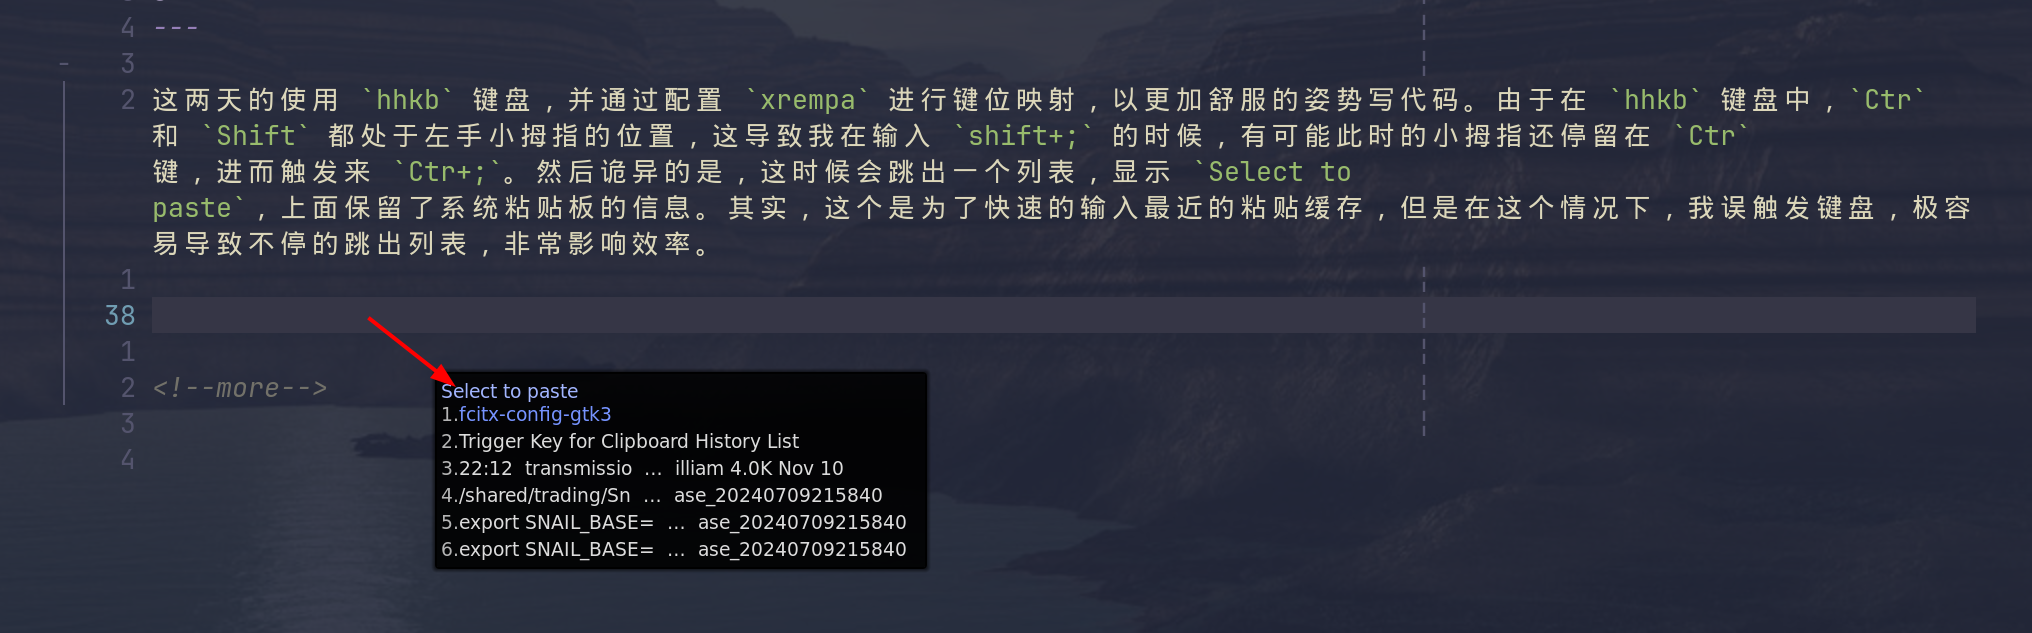 4 ---
- 3
2 这两天的使用 `hhkb` 键盘，并通过配置 `xrempa` 进行键位映射，以更加舒服的姿势写代码。由于在 `hhkb` 键盘中，`Ctr`
和 `Shift` 都处于左手小拇指的位置，这导致我在输入 `shift+;` 的时候，有可能此时的小拇指还停留在 `Ctr`
键，进而触发来 `Ctr+;`。然后诡异的是，这时候会跳出一个列表，显示 `Select to
paste`，上面保留了系统粘贴板的信息。其实，这个是为了快速的输入最近的粘贴缓存，但是在这个情况下，我误触发键盘，极容
易导致不停的跳出列表，非常影响效率。
1
38
1
2 <!--more-->
3
4
Select to paste
1.fcitx-config-gtk3
2.Trigger Key for Clipboard History List
3.22:12 transmissio ... illiam 4.0K Nov 10
4./shared/trading/Sn ... ase_20240709215840
5.export SNAIL_BASE= ... ase_20240709215840
6.export SNAIL_BASE= ... ase_20240709215840